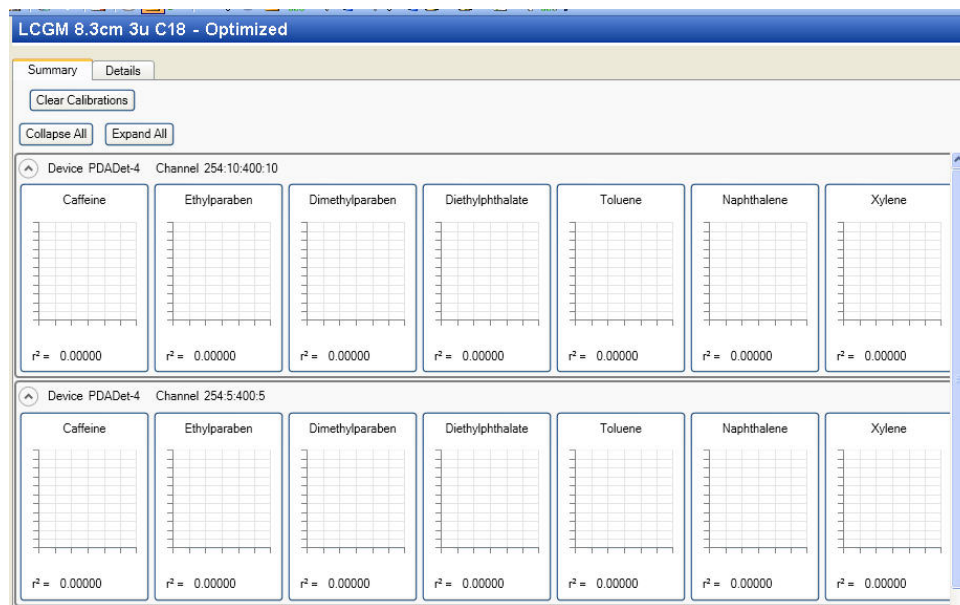 LCGM 8.3cm 3u C18 - Optimized
Summary Details
Clear Calibrations
Collapse All Expand All
Device PDADet-4 Channel 254:10:400:10
Caffeine Ethylparaben Dimethylparaben Diethylphthalate Toluene Naphthalene Xylene
r² = 0.00000 r² = 0.00000 r² = 0.00000 r² = 0.00000 r² = 0.00000 r² = 0.00000 r² = 0.00000
Device PDADet-4 Channel 254:5:400:5
Caffeine Ethylparaben Dimethylparaben Diethylphthalate Toluene Naphthalene Xylene
r² = 0.00000 r² = 0.00000 r² = 0.00000 r² = 0.00000 r² = 0.00000 r² = 0.00000 r² = 0.00000